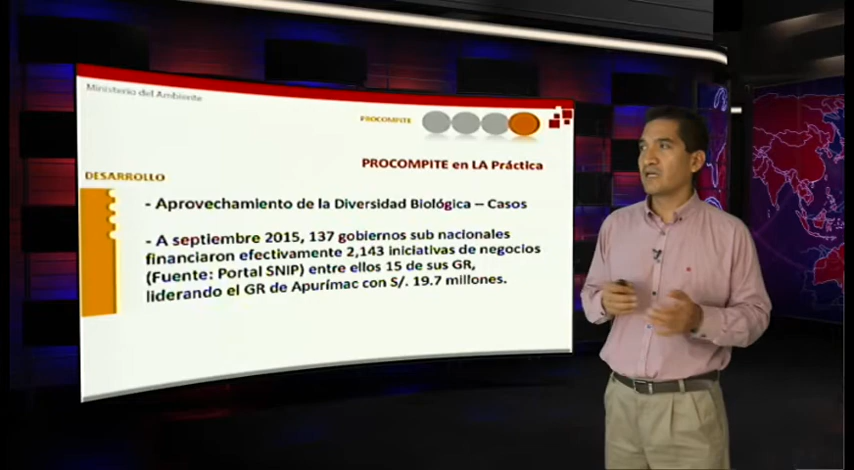 Ministerio del Ambiente
PROCOMPITE
PROCOMPITE en LA Práctica
DESARROLLO
- Aprovechamiento de la Diversidad Biológica – Casos
- A septiembre 2015, 137 gobiernos sub nacionales
financiaron efectivamente 2,143 iniciativas de negocios
(Fuente: Portal SNIP) entre ellos 15 de sus GR,
liderando el GR de Apurímac con S/. 19.7 millones.